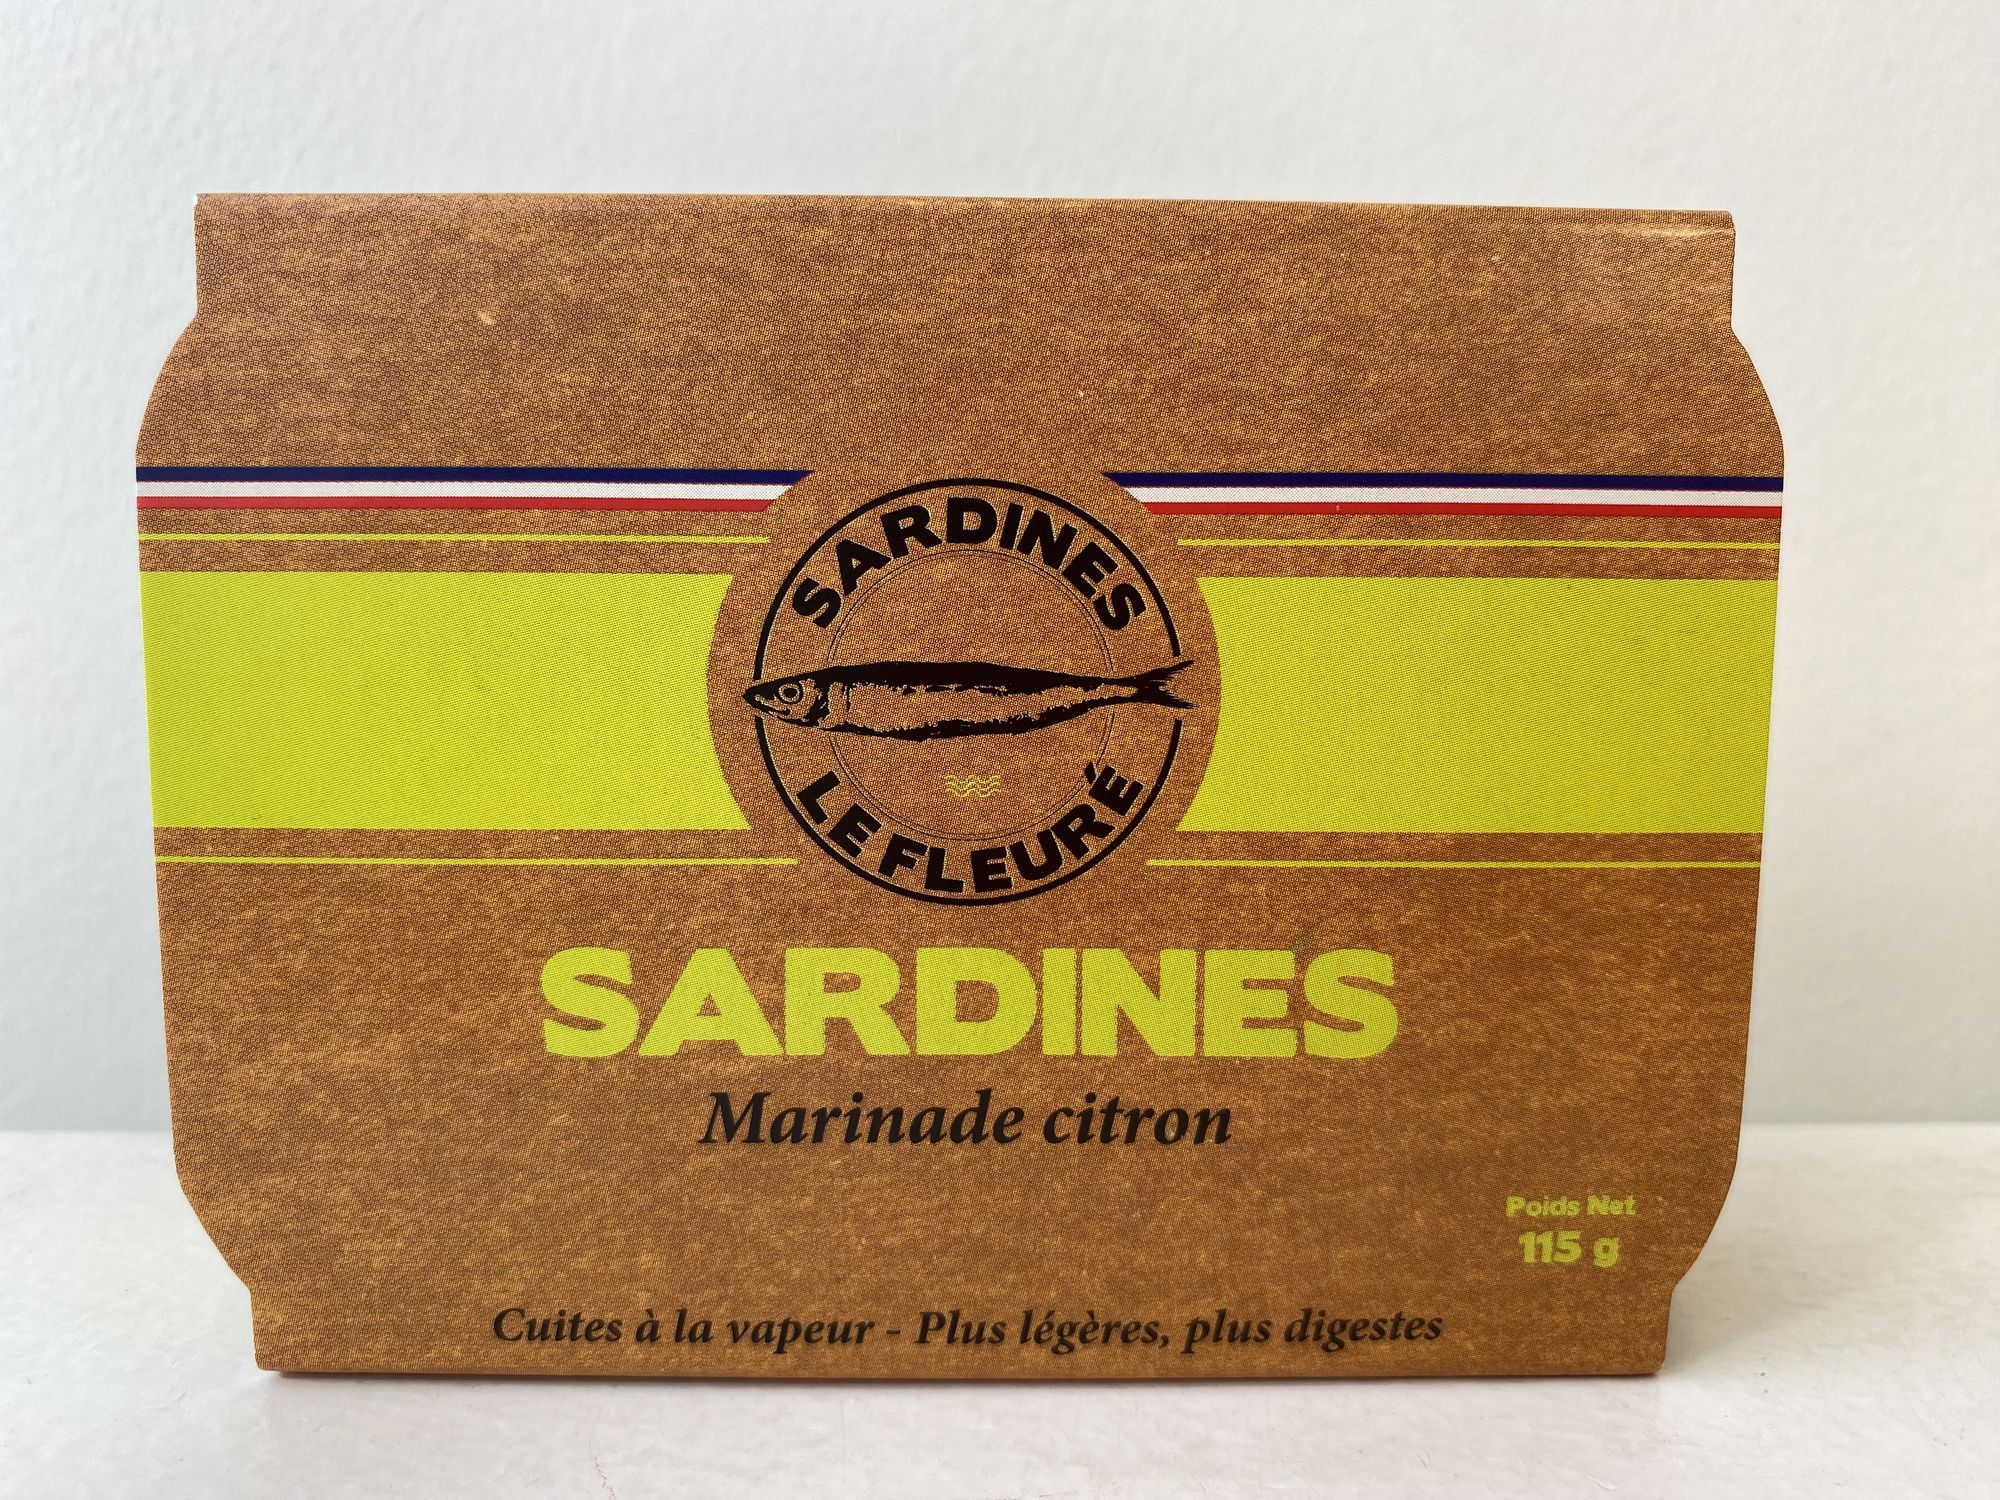 SARDINES
LE FLEURÉ
SARDINES
Marinade citron
Poids Net
115 g
Cuites à la vapeur - Plus légères, plus digestes